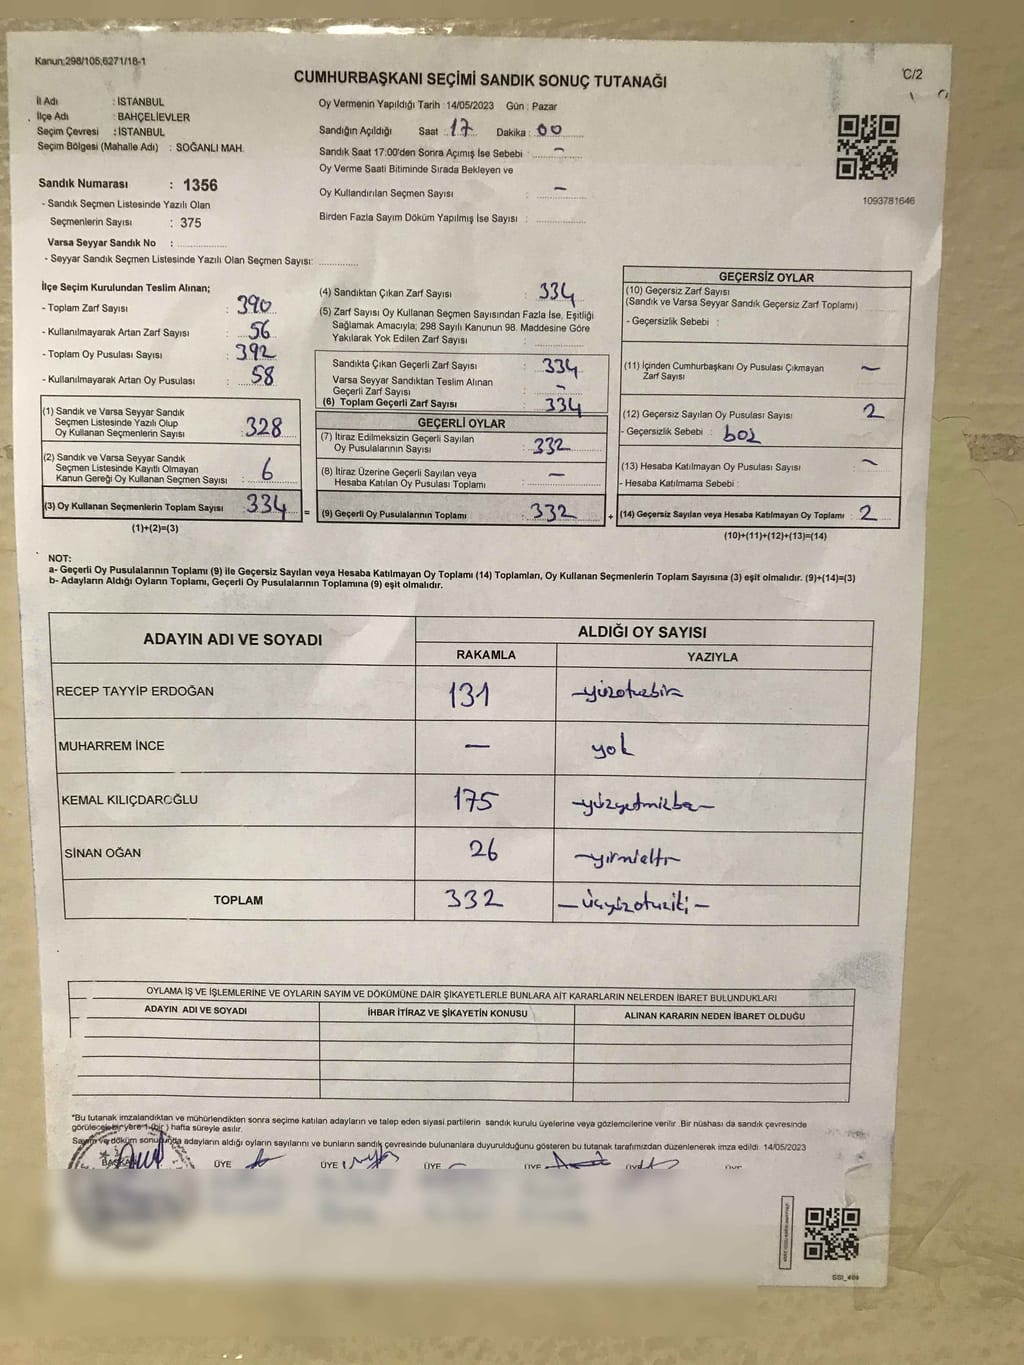 Kanun;298/105;6271/18-1
CUMHURBAŞKANI SEÇİMİ SANDIK SONUÇ TUTANAĞI
C/2
İl Adı : İSTANBUL
İlçe Adı : BAHÇELİEVLER
Seçim Çevresi : İSTANBUL
Seçim Bölgesi (Mahalle Adı) : SOĞANLI MAH.
Sandık Numarası : 1356
- Sandık Seçmen Listesinde Yazılı Olan
Seçmenlerin Sayısı : 375
Varsa Seyyar Sandık No :
- Seyyar Sandık Seçmen Listesinde Yazılı Olan Seçmen Sayısı:
Oy Vermenin Yapıldığı Tarih : 14/05/2023 Gün : Pazar
Sandığın Açıldığı Saat : 17 Dakika : 00
Sandık Saat 17:00'den Sonra Açımış İse Sebebi : –
Oy Verme Saati Bitiminde Sırada Bekleyen ve
Oy Kullandırılan Seçmen Sayısı : –
Birden Fazla Sayım Döküm Yapılmış İse Sayısı :
1093781646
İlçe Seçim Kurulundan Teslim Alınan;
- Toplam Zarf Sayısı : 390
- Kullanılmayarak Artan Zarf Sayısı : 56
- Toplam Oy Pusulası Sayısı : 392
- Kullanılmayarak Artan Oy Pusulası : 58
(1) Sandık ve Varsa Seyyar Sandık
Seçmen Listesinde Yazılı Olup
Oy Kullanan Seçmenlerin Sayısı : 328
(2) Sandık ve Varsa Seyyar Sandık
Seçmen Listesinde Kayıtlı Olmayan
Kanun Gereği Oy Kullanan Seçmen Sayısı : 6
(3) Oy Kullanan Seçmenlerin Toplam Sayısı : 334
(1)+(2)=(3)
(4) Sandıktan Çıkan Zarf Sayısı : 334
(5) Zarf Sayısı Oy Kullanan Seçmen Sayısından Fazla İse, Eşitliği
Sağlamak Amacıyla; 298 Sayılı Kanunun 98. Maddesine Göre
Yakılarak Yok Edilen Zarf Sayısı :
Sandıkta Çıkan Geçerli Zarf Sayısı : 334
Varsa Seyyar Sandıktan Teslim Alınan
Geçerli Zarf Sayısı : –
(6) Toplam Geçerli Zarf Sayısı : 334
GEÇERLİ OYLAR
(7) İtiraz Edilmeksizin Geçerli Sayılan
Oy Pusulalarının Sayısı : 332
(8) İtiraz Üzerine Geçerli Sayılan veya
Hesaba Katılan Oy Pusulası Toplamı : –
= (9) Geçerli Oy Pusulalarının Toplamı : 332 +
GEÇERSİZ OYLAR
(10) Geçersiz Zarf Sayısı
(Sandık ve Varsa Seyyar Sandık Geçersiz Zarf Toplamı) :
- Geçersizlik Sebebi :
(11) İçinden Cumhurbaşkanı Oy Pusulası Çıkmayan
Zarf Sayısı : –
(12) Geçersiz Sayılan Oy Pusulası Sayısı : 2
- Geçersizlik Sebebi : boş
(13) Hesaba Katılmayan Oy Pusulası Sayısı : –
- Hesaba Katılmama Sebebi :
(14) Geçersiz Sayılan veya Hesaba Katılmayan Oy Toplamı : 2
(10)+(11)+(12)+(13)=(14)
NOT:
a- Geçerli Oy Pusulalarının Toplamı (9) ile Geçersiz Sayılan veya Hesaba Katılmayan Oy Toplamı (14) Toplamları, Oy Kullanan Seçmenlerin Toplam Sayısına (3) eşit olmalıdır. (9)+(14)=(3)
b- Adayların Aldığı Oyların Toplamı, Geçerli Oy Pusulalarının Toplamına (9) eşit olmalıdır.
ADAYIN ADI VE SOYADI
ALDIĞI OY SAYISI
RAKAMLA YAZIYLA
RECEP TAYYİP ERDOĞAN 131 –yüzotuzbir
MUHARREM İNCE – yok
KEMAL KILIÇDAROĞLU 175 –yüzyetmişbeş–
SİNAN OĞAN 26 –yirmialtı–
TOPLAM 332 –üçyüzotuziki–
OYLAMA İŞ VE İŞLEMLERİNE VE OYLARIN SAYIM VE DÖKÜMÜNE DAİR ŞİKAYETLERLE BUNLARA AİT KARARLARIN NELERDEN İBARET BULUNDUKLARI
ADAYIN ADI VE SOYADI İHBAR İTİRAZ VE ŞİKAYETİN KONUSU ALINAN KARARIN NEDEN İBARET OLDUĞU
*Bu tutanak imzalandıktan ve mühürlendikten sonra seçime katılan adayların ve talep eden siyasi partilerin sandık kurulu üyelerine veya gözlemcilerine verilir .Bir nüshası da sandık çevresinde
görülecek bir yere 1 (bir ) hafta süreyle asılır.
Sayım ve döküm sonucunda adayların aldığı oyların sayılarını ve bunların sandık çevresinde bulunanlara duyurulduğunu gösteren bu tutanak tarafımızdan düzenlenerek imza edildi: 14/05/2023
BAŞKAN ÜYE ÜYE ÜYE ÜYE ÜYE ÜYE